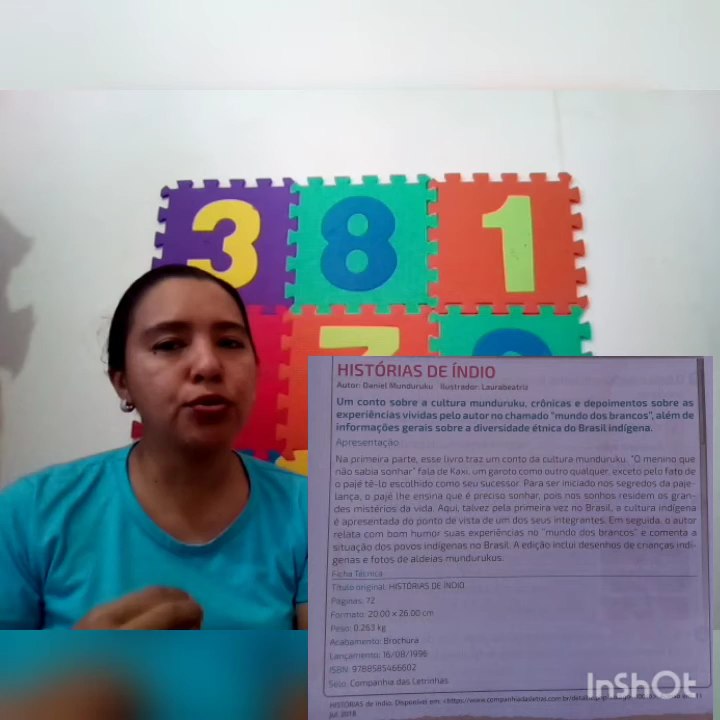 3 8 1
HISTÓRIAS DE ÍNDIO
Autor: Daniel Munduruku Ilustrador: Laurabeatriz
Um conto sobre a cultura munduruku, crônicas e depoimentos sobre as
experiências vividas pelo autor no chamado "mundo dos brancos", além de
informações gerais sobre a diversidade étnica do Brasil indígena.
Apresentação
Na primeira parte, esse livro traz um conto da cultura munduruku. "O menino que
não sabia sonhar" fala de Kaxi, um garoto como outro qualquer, exceto pelo fato de
o pajé tê-lo escolhido como seu sucessor. Para ser iniciado nos segredos da paje-
lança, o pajé lhe ensina que é preciso sonhar, pois nos sonhos residem os gran-
des mistérios da vida. Aqui, talvez pela primeira vez no Brasil, a cultura indígena
é apresentada do ponto de vista de um dos seus integrantes. Em seguida, o autor
relata com bom humor suas experiências no "mundo dos brancos" e comenta a
situação dos povos indígenas no Brasil. A edição inclui desenhos de crianças indí-
genas e fotos de aldeias mundurukus.
Ficha Técnica
Título original: HISTÓRIAS DE ÍNDIO
Páginas: 72
Formato: 20.00 x 26.00 cm
Peso: 0.263 kg
Acabamento: Brochura
Lançamento: 16/08/1996
ISBN: 9788585466602
Selo: Companhia das Letrinhas
HISTÓRIAS de índio. Disponível em: 11
jul. 2018.
InShOt